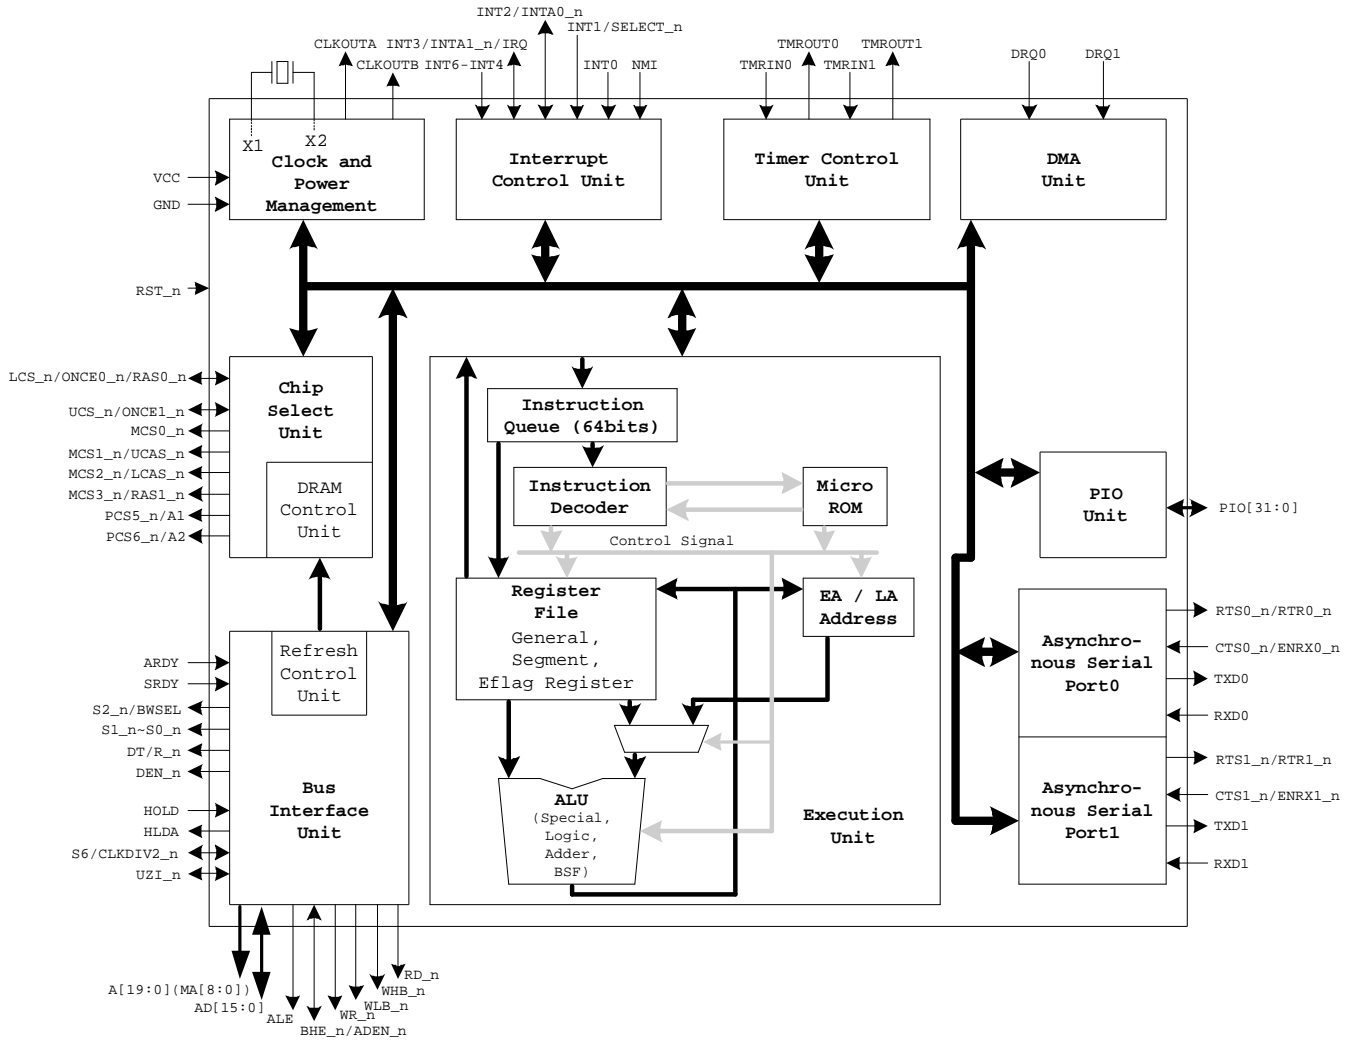 INT2/INTA0_n
INT1/SELECT_n
CLKOUTA
INT3/INTA1_n/IRQ
TMROUT0
TMROUT1
CLKOUTB
INT6-INT4
INT0
NMI
TMRIN0
TMRIN1
DRQ0
DRQ1
X1
X2
Clock and
Power
Management
Interrupt
Control Unit
Timer Control
Unit
DMA
Unit
VCC
GND
RST_n
LCS_n/ONCE0_n/RAS0_n
UCS_n/ONCE1_n
MCS0_n
MCS1_n/UCAS_n
MCS2_n/LCAS_n
MCS3_n/RAS1_n
PCS5_n/A1
PCS6_n/A2
Chip
Select
Unit
DRAM
Control
Unit
Instruction
Queue (64bits)
Instruction
Decoder
Micro
ROM
Control Signal
PIO
Unit
PIO[31:0]
Register
File
General,
Segment,
Eflag Register
EA / LA
Address
Refresh
Control
Unit
ARDY
SRDY
S2_n/BWSEL
S1_n~S0_n
DT/R_n
DEN_n
HOLD
HLDA
S6/CLKDIV2_n
UZI_n
Bus
Interface
Unit
ALU
(Special,
Logic,
Adder,
BSF)
Execution
Unit
Asynchro-
nous Serial
Port0
RTS0_n/RTR0_n
CTS0_n/ENRX0_n
TXD0
RXD0
Asynchro-
nous Serial
Port1
RTS1_n/RTR1_n
CTS1_n/ENRX1_n
TXD1
RXD1
A[19:0](MA[8:0])
AD[15:0]
ALE
BHE_n/ADEN_n
WR_n
WLB_n
WHB_n
RD_n